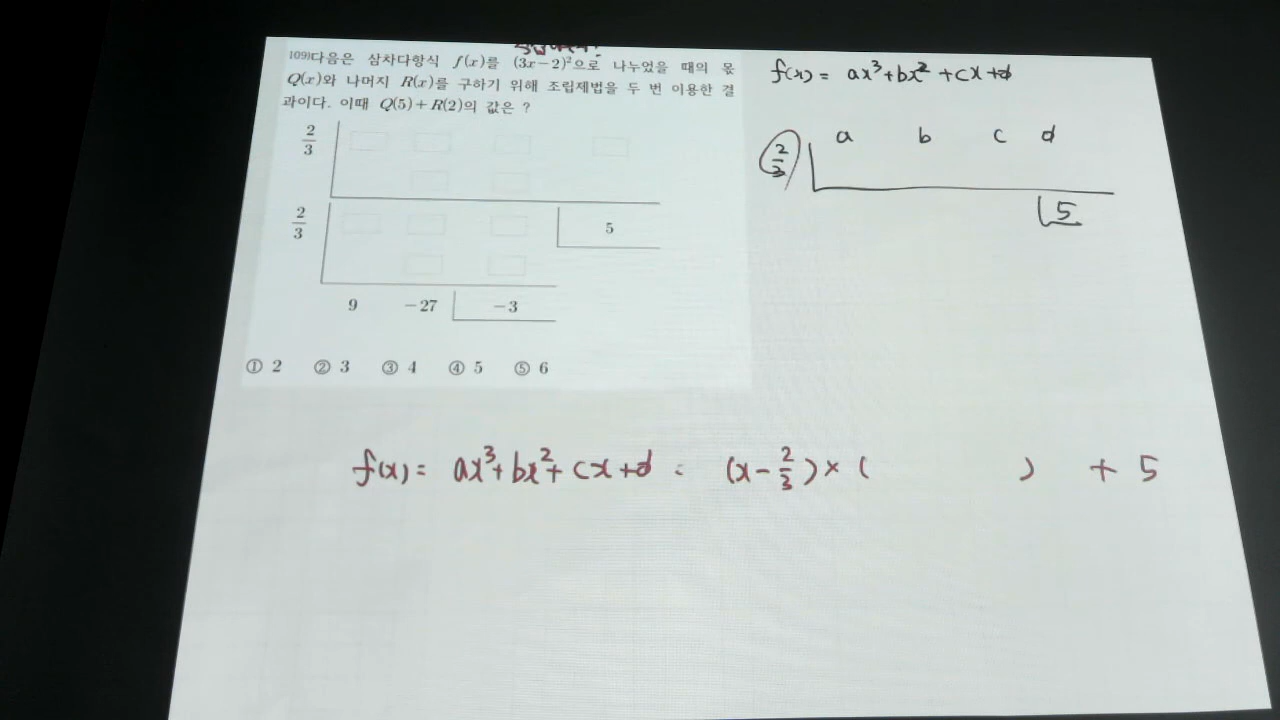 109)다음은 삼차다항식 f(x)를 (3x-2)²으로 나누었을 때의 몫
Q(x)와 나머지 R(x)를 구하기 위해 조립제법을 두 번 이용한 결
과이다. 이때 Q(5)+R(2)의 값은 ?
2/3
2/3 5
9 -27 -3
① 2 ② 3 ③ 4 ④ 5 ⑤ 6
f(x) = ax³+bx²+cx+d
a b c d
2/3
5
f(x) = ax³+bx²+cx+d = (x-2/3)×( ) + 5